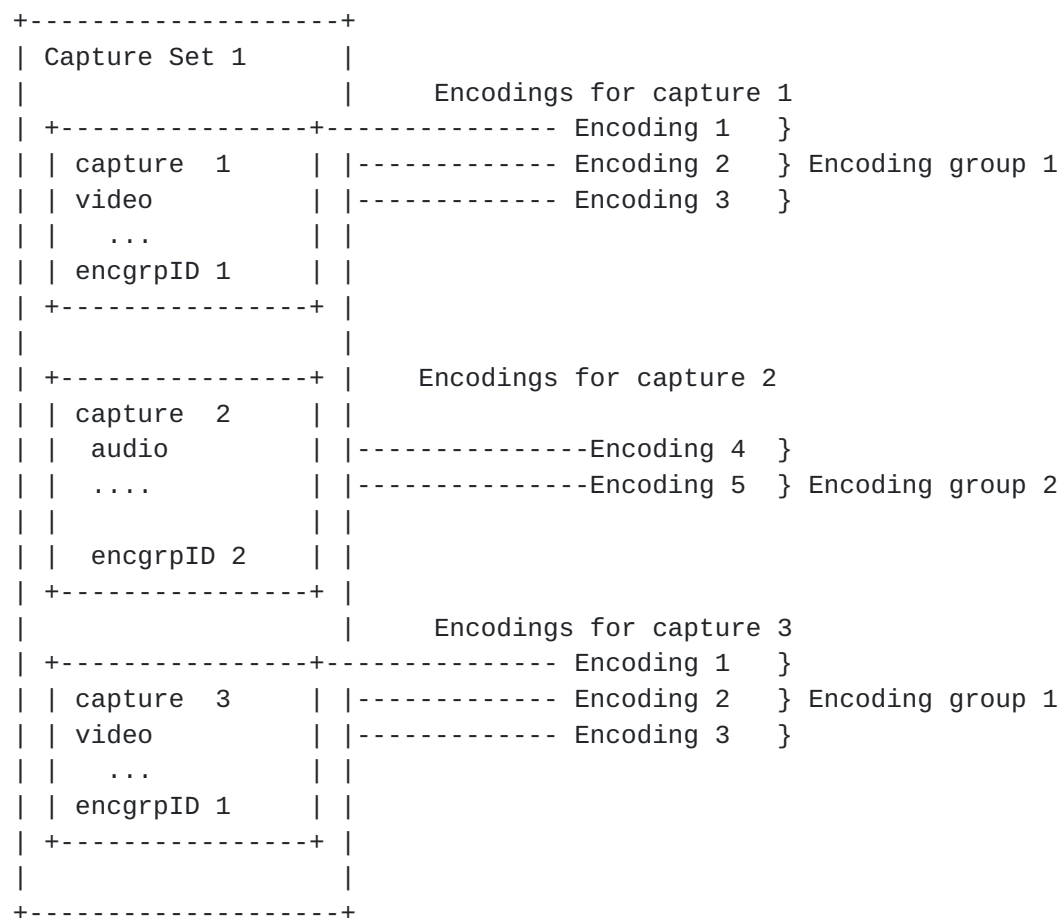 +--------------------+
| Capture Set 1      |
|                    |     Encodings for capture 1
| +----------------+--------------- Encoding 1   }
| | capture  1     | |------------- Encoding 2   } Encoding group 1
| | video          | |------------- Encoding 3   }
| |   ...          | |
| | encgrpID 1     | |
| +----------------+ |
|                    |
| +----------------+ |    Encodings for capture 2
| | capture  2     | |
| |  audio         | |---------------Encoding 4  }
| |  ....          | |---------------Encoding 5  } Encoding group 2
| |                | |
| |  encgrpID 2    | |
| +----------------+ |
|                    |     Encodings for capture 3
| +----------------+--------------- Encoding 1   }
| | capture  3     | |------------- Encoding 2   } Encoding group 1
| | video          | |------------- Encoding 3   }
| |   ...          | |
| | encgrpID 1     | |
| +----------------+ |
|                    |
+--------------------+